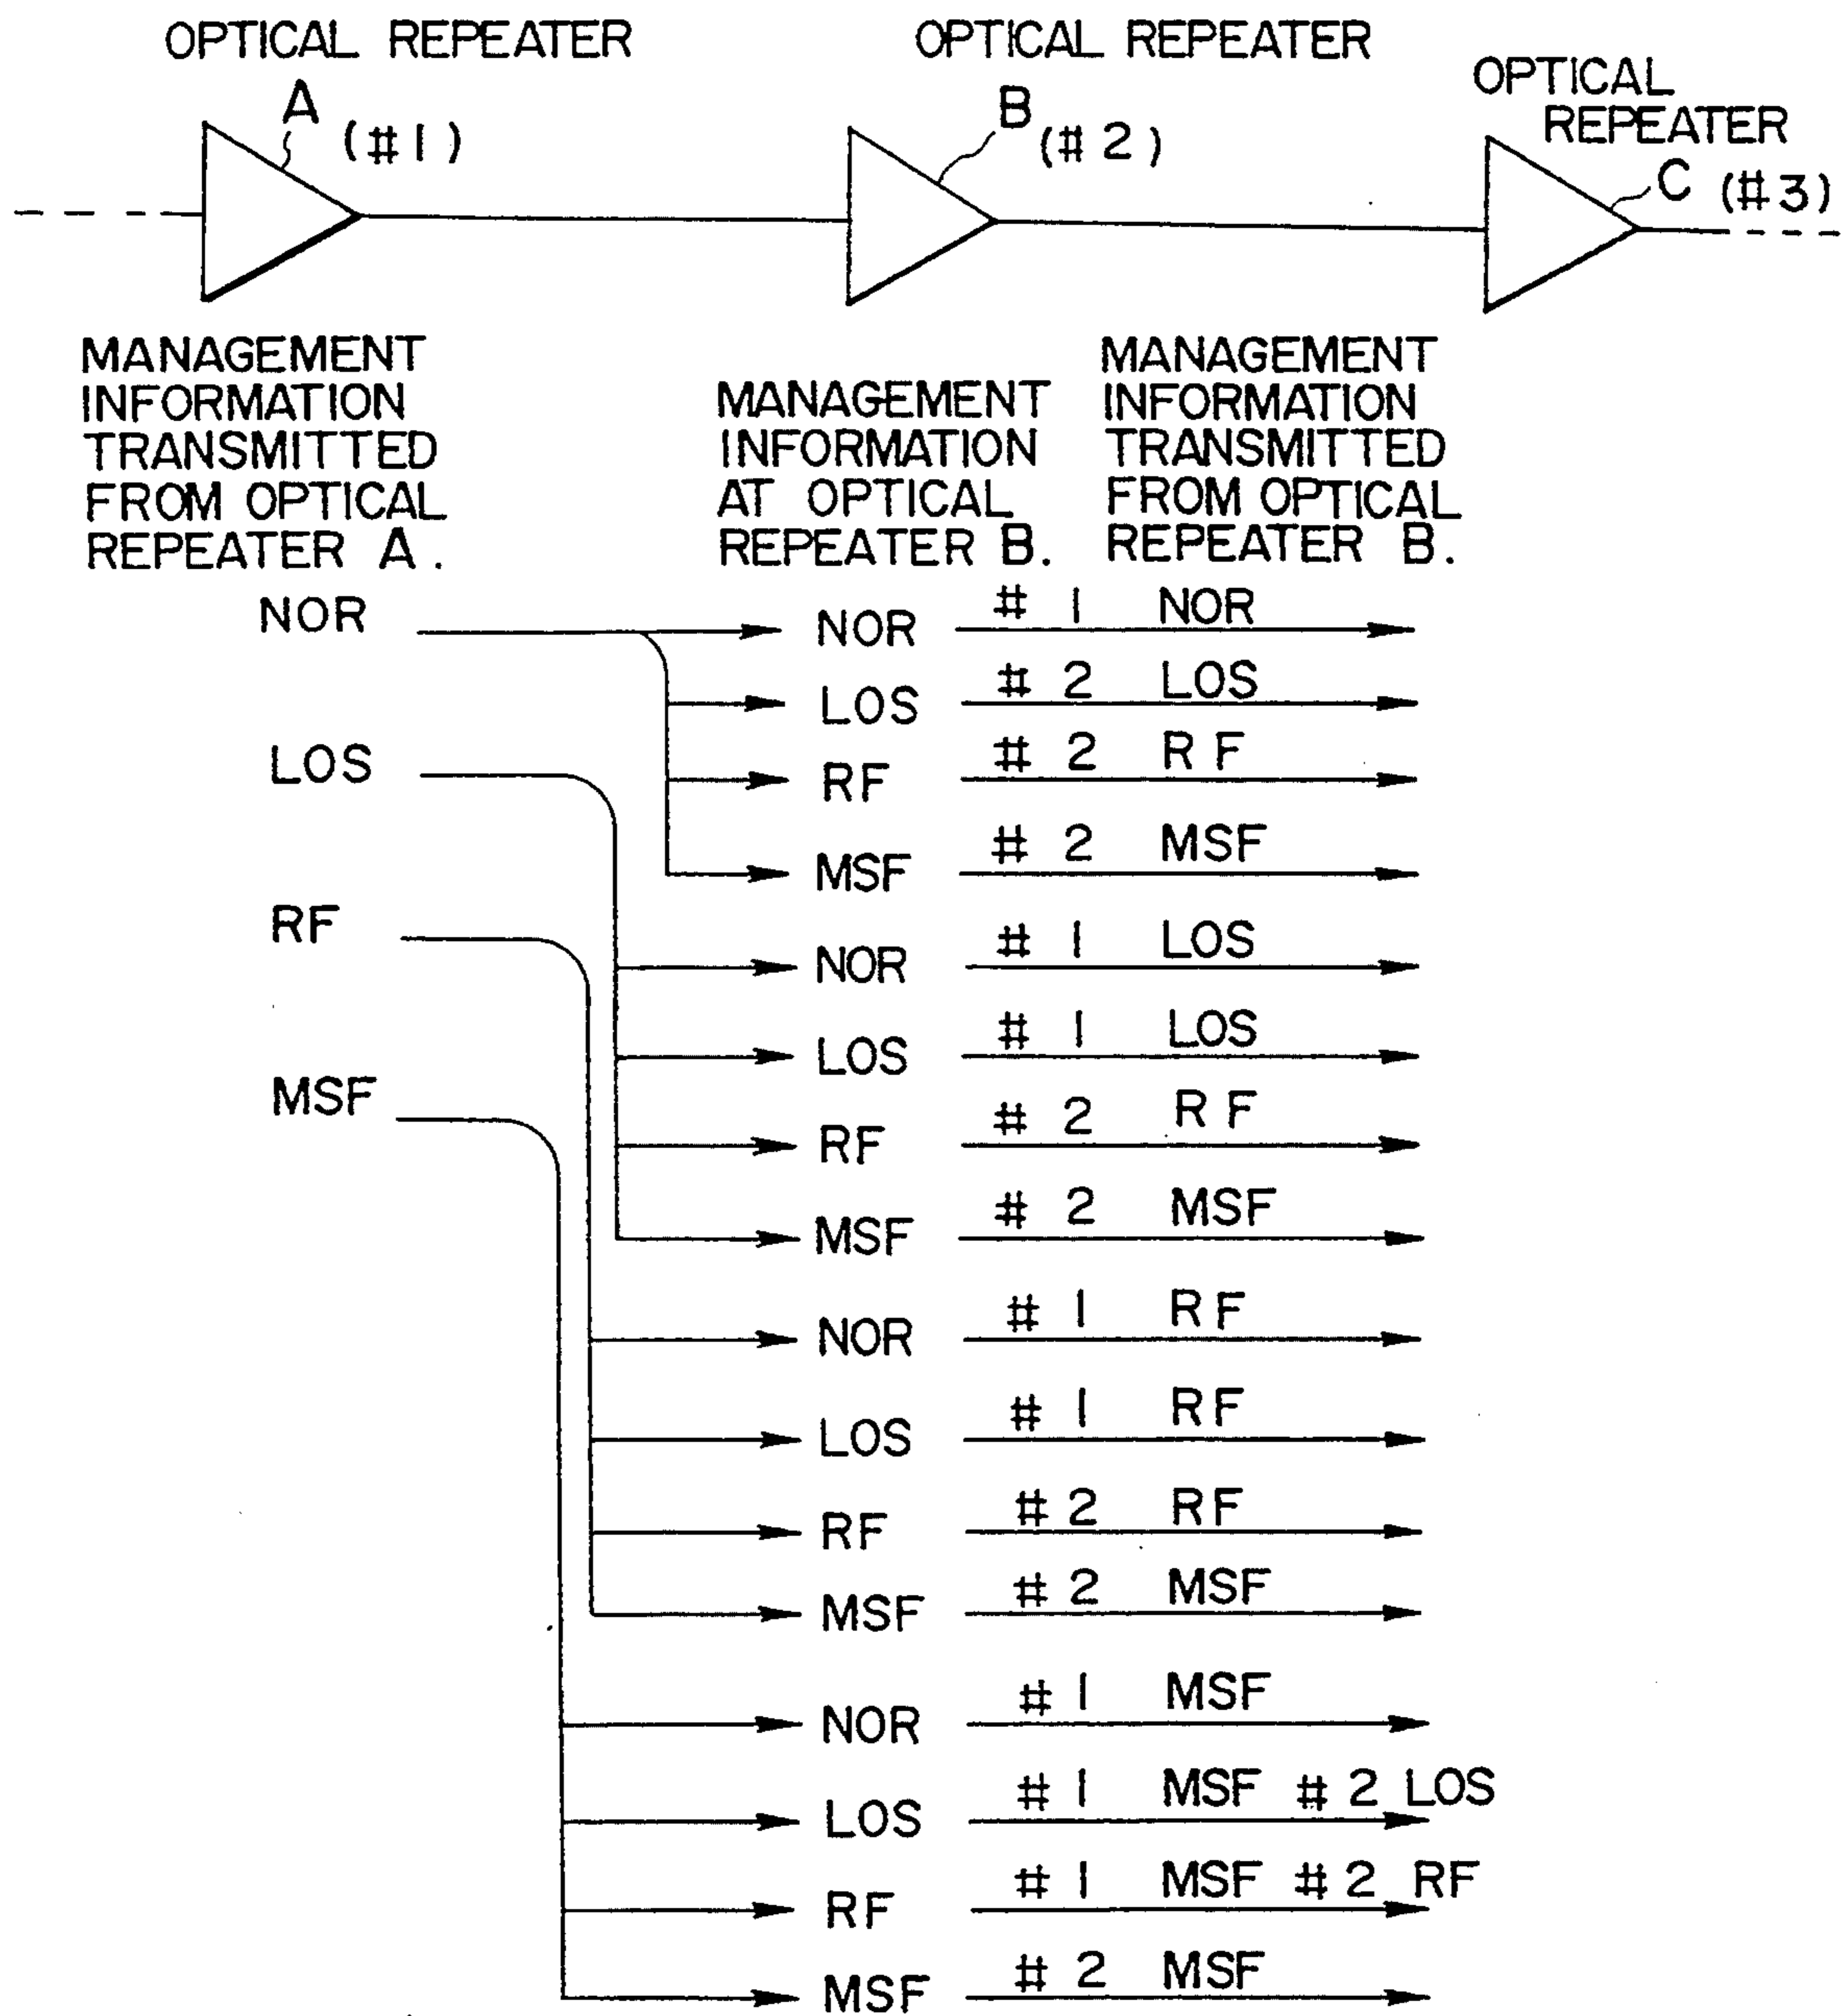 OPTICAL REPEATER
A
(#1)
OPTICAL REPEATER
B
(#2)
OPTICAL
REPEATER
C
(#3)
MANAGEMENT
INFORMATION
TRANSMITTED
FROM OPTICAL
REPEATER A.
MANAGEMENT
INFORMATION
AT OPTICAL
REPEATER B.
MANAGEMENT
INFORMATION
TRANSMITTED
FROM OPTICAL
REPEATER B.
NOR
LOS
RF
MSF
NOR # 1 NOR
LOS # 2 LOS
RF # 2 RF
MSF # 2 MSF
NOR # 1 LOS
LOS # 1 LOS
RF # 2 RF
MSF # 2 MSF
NOR # 1 RF
LOS # 1 RF
RF # 2 RF
MSF # 2 MSF
NOR # 1 MSF
LOS # 1 MSF # 2 LOS
RF # 1 MSF # 2 RF
MSF # 2 MSF